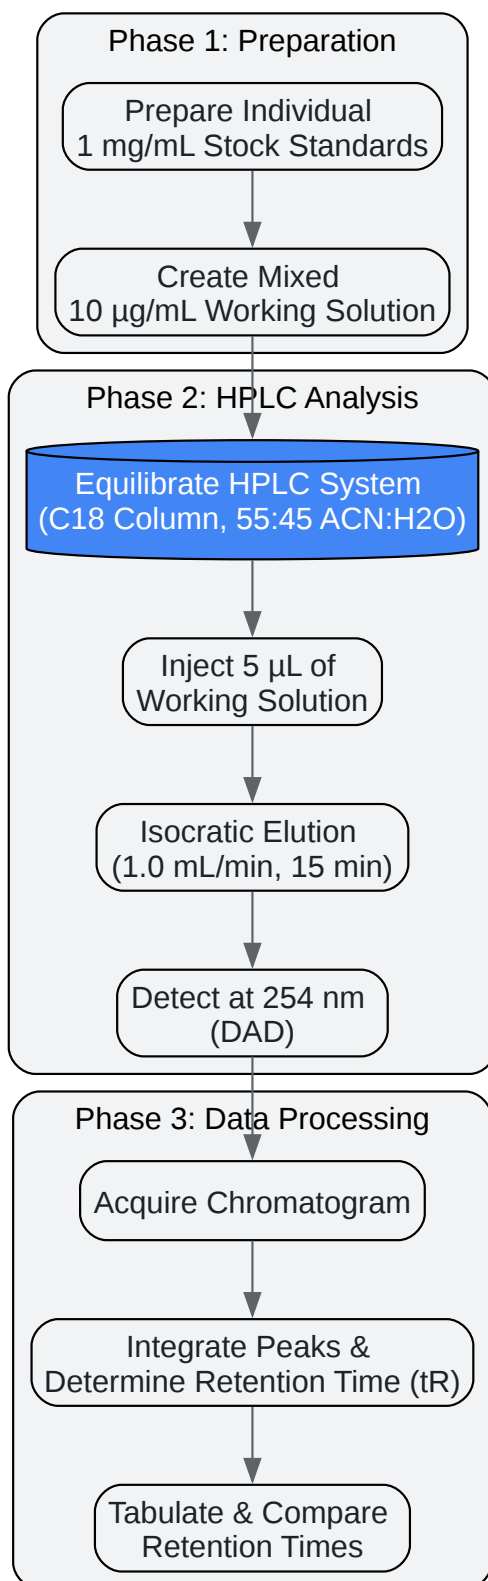 Phase 1: Preparation
Prepare Individual
1 mg/mL Stock Standards
Create Mixed
10 µg/mL Working Solution
Phase 2: HPLC Analysis
Equilibrate HPLC System
(C18 Column, 55:45 ACN:H2O)
Inject 5 µL of
Working Solution
Isocratic Elution
(1.0 mL/min, 15 min)
Detect at 254 nm
(DAD)
Phase 3: Data Processing
Acquire Chromatogram
Integrate Peaks &
Determine Retention Time (tR)
Tabulate & Compare
Retention Times